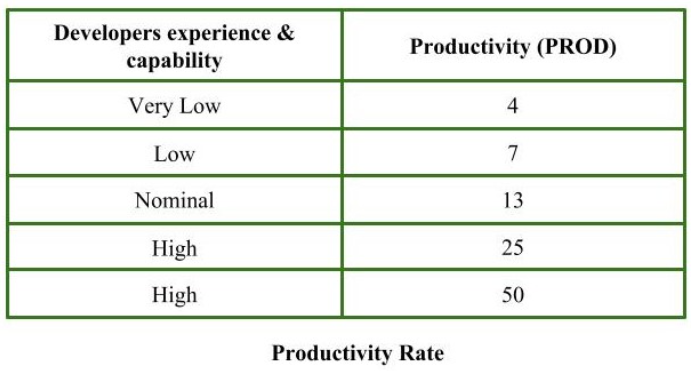 Developers experience & Productivity (PROD)
capability
Very Low 4
Low 7
Nominal 13
High 25
High 50
Productivity Rate